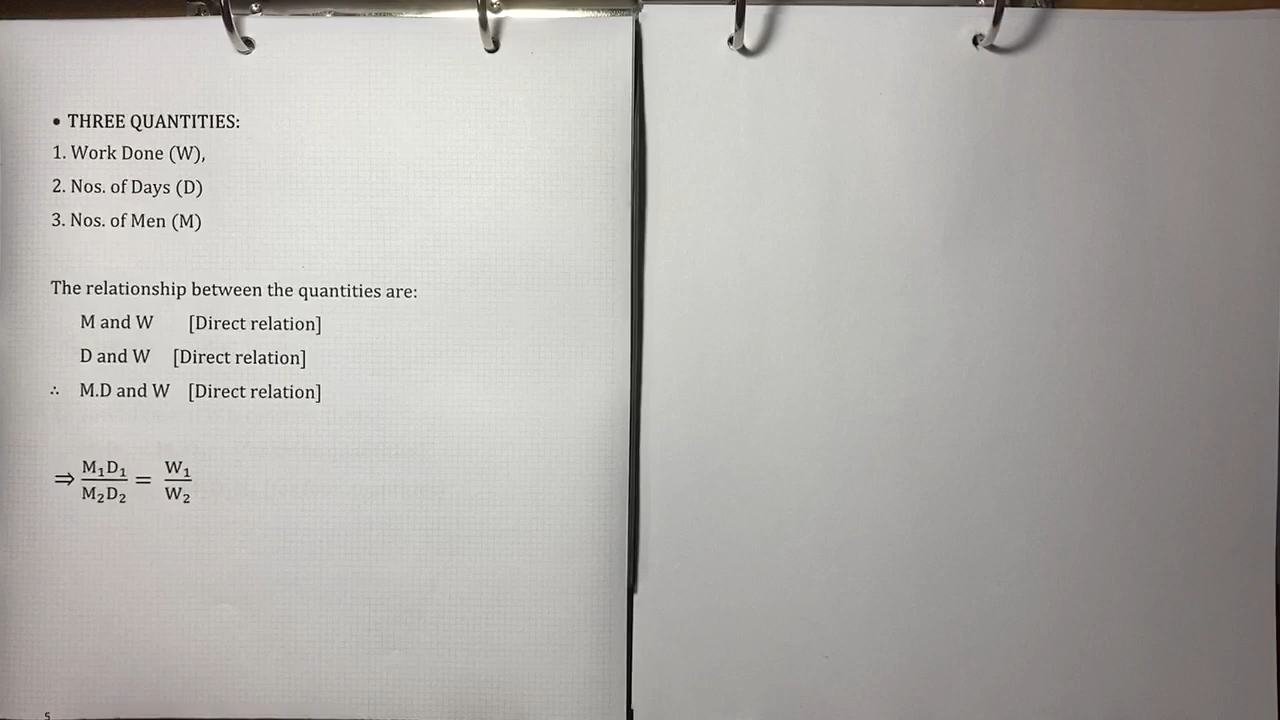 • THREE QUANTITIES:
1. Work Done (W),
2. Nos. of Days (D)
3. Nos. of Men (M)
The relationship between the quantities are:
M and W [Direct relation]
D and W [Direct relation]
∴ M.D and W [Direct relation]
⇒ M₁D₁/M₂D₂ = W₁/W₂
5